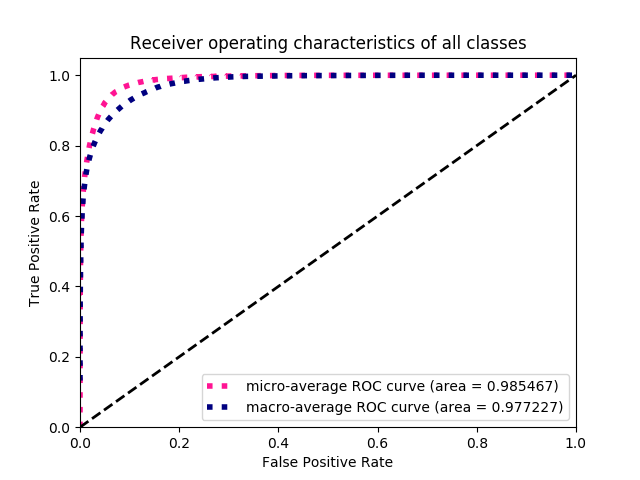 Receiver operating characteristics of all classes
1.0
0.8
0.6
0.4
0.2
0.0
True Positive Rate
micro-average ROC curve (area = 0.985467)
macro-average ROC curve (area = 0.977227)
0.0 0.2 0.4 0.6 0.8 1.0
False Positive Rate